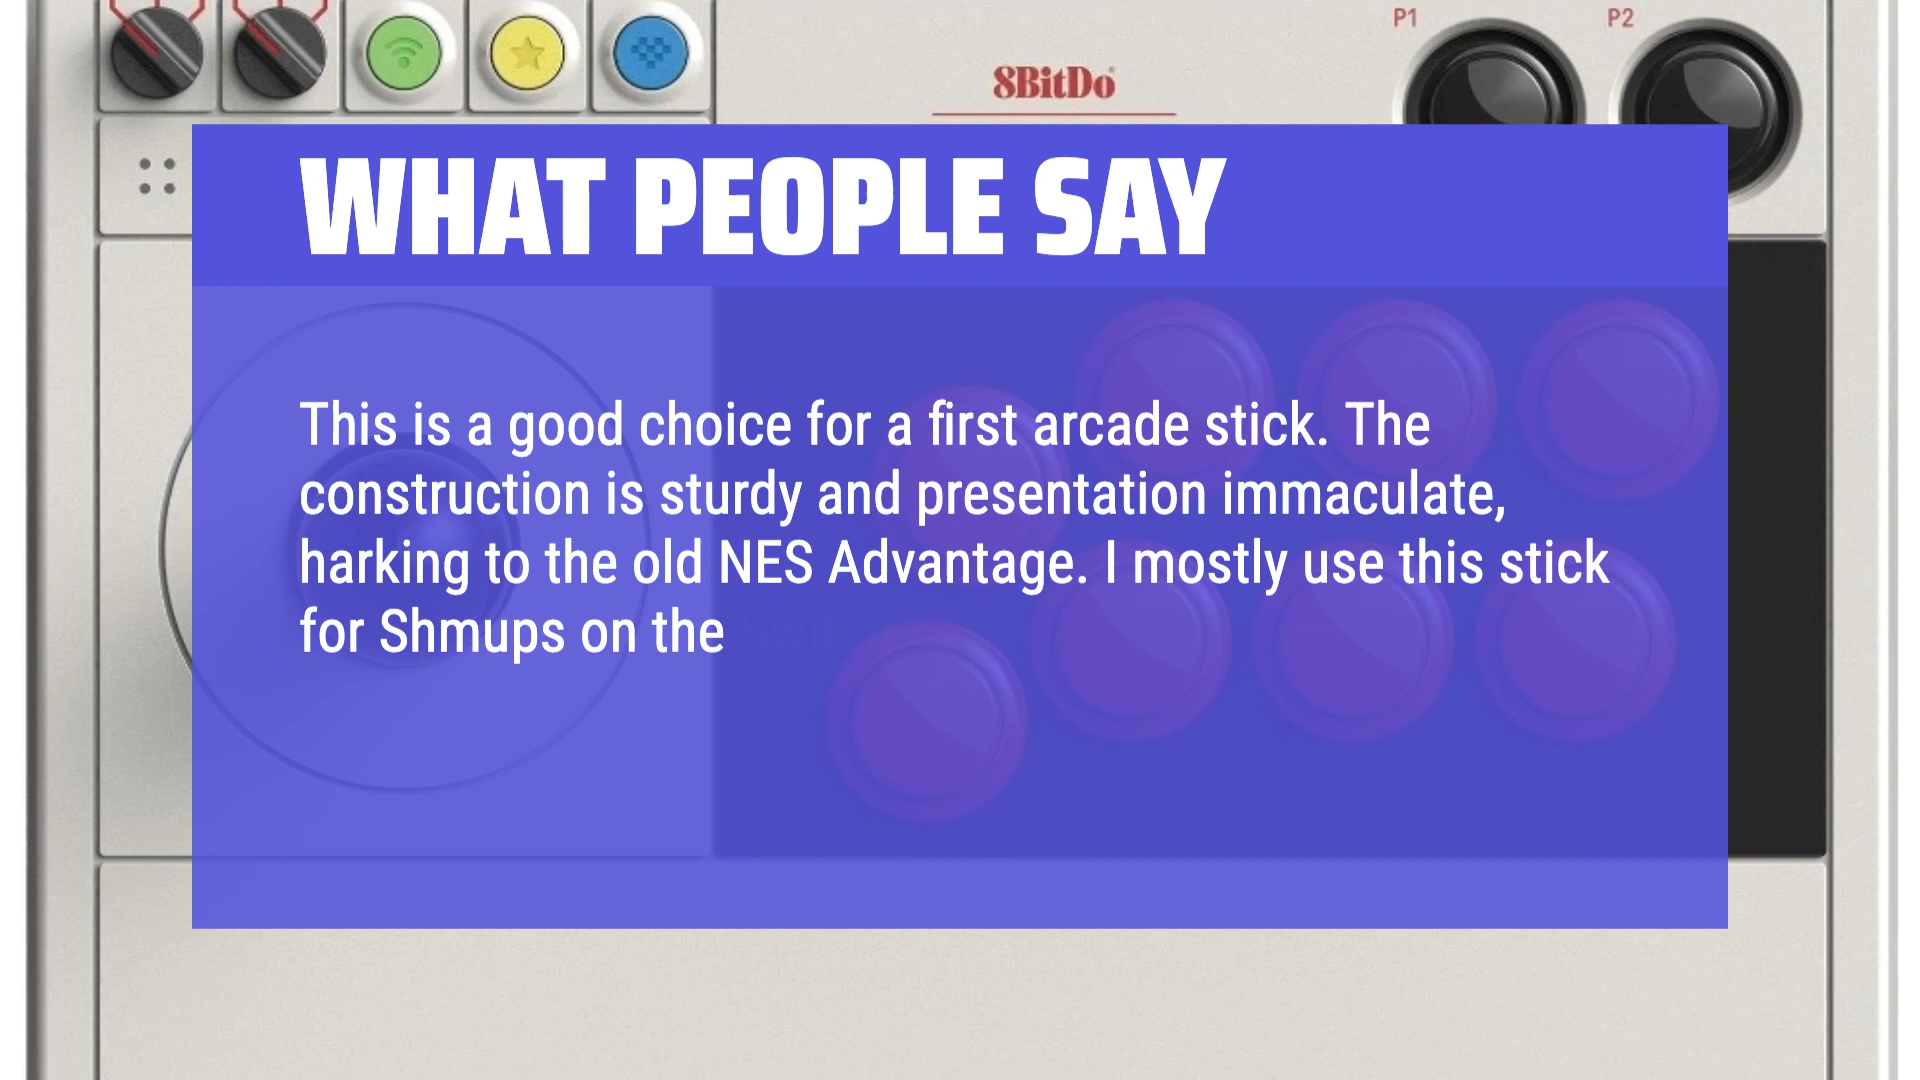 P1 P2
8BitDo
WHAT PEOPLE SAY
This is a good choice for a first arcade stick. The
construction is sturdy and presentation immaculate,
harking to the old NES Advantage. I mostly use this stick
for Shmups on the